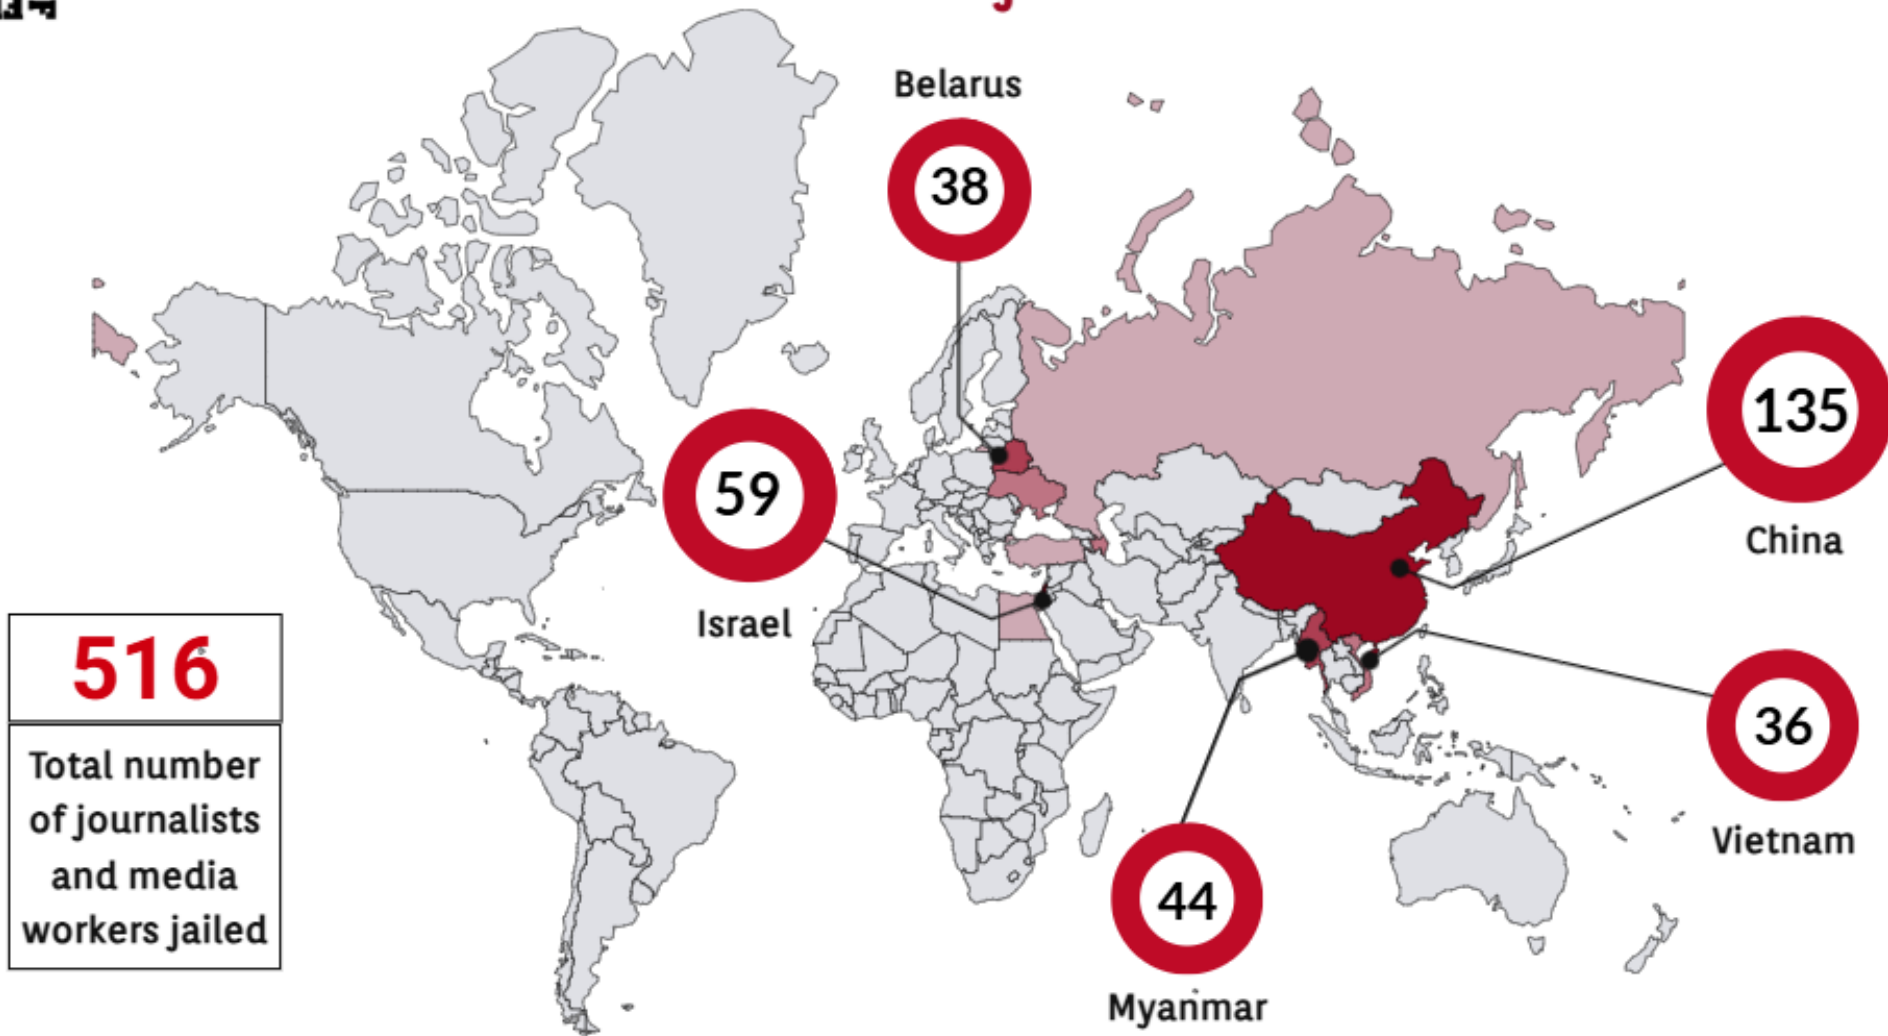 Belarus
38
135
China
59
Israel
516
Total number
of journalists
and media
workers jailed
36
Vietnam
44
Myanmar